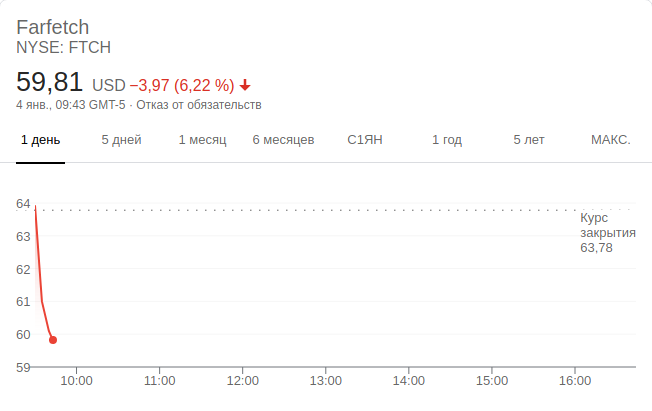 Farfetch
NYSE: FTCH
59,81 USD −3,97 (6,22 %)
4 янв., 09:43 GMT-5 · Отказ от обязательств
1 день 5 дней 1 месяц 6 месяцев С1ЯН 1 год 5 лет МАКС.
64
63
62
61
60
59
Курс
закрытия
63,78
10:00 11:00 12:00 13:00 14:00 15:00 16:00